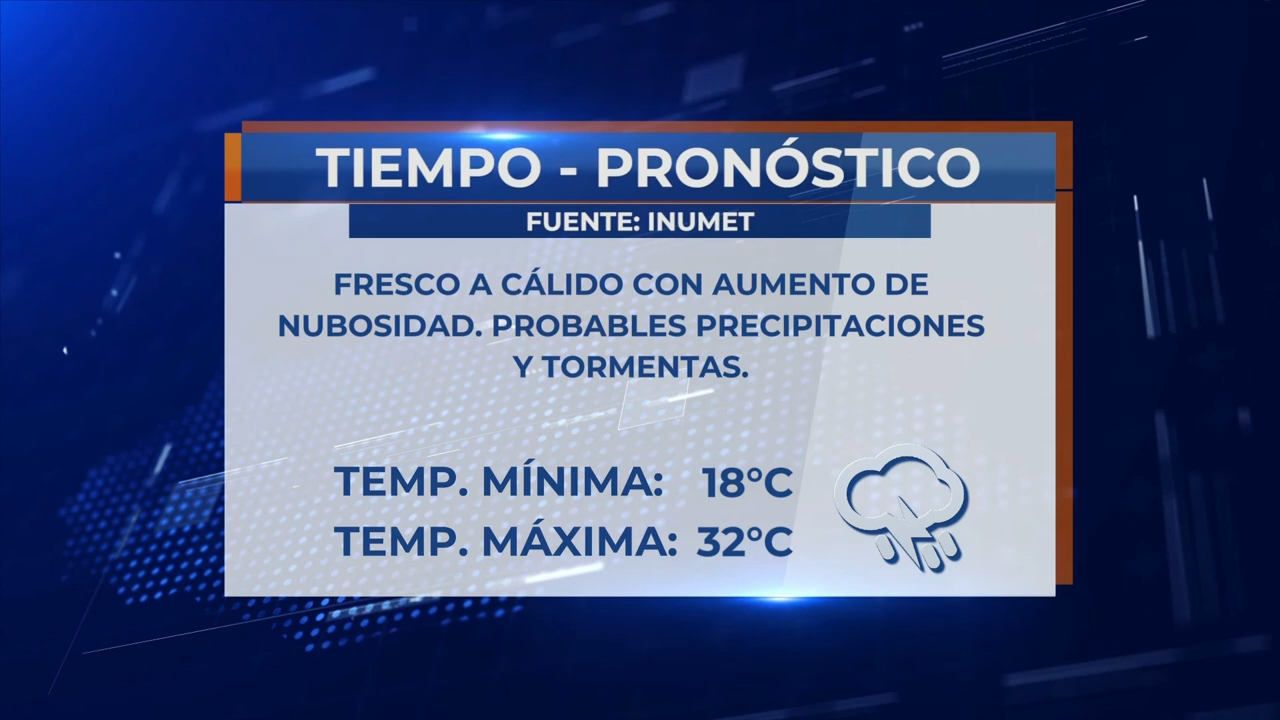 TIEMPO - PRONÓSTICO
FUENTE: INUMET
FRESCO A CÁLIDO CON AUMENTO DE
NUBOSIDAD. PROBABLES PRECIPITACIONES
Y TORMENTAS.
TEMP. MÍNIMA: 18°C
TEMP. MÁXIMA: 32°C